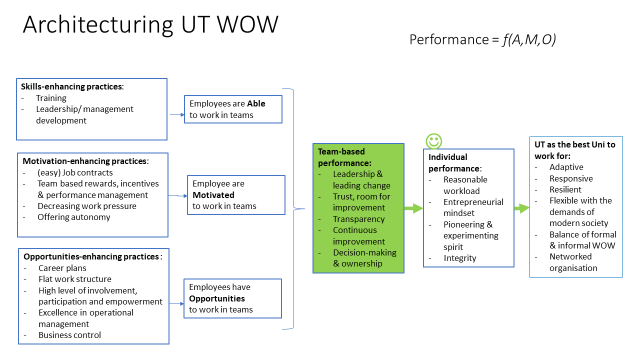 Architecturing UT WOW
Performance = f(A,M,O)
Skills-enhancing practices:
- Training
- Leadership/ management
development
Employees are Able
to work in teams
Motivation-enhancing practices:
- (easy) Job contracts
- Team based rewards, incentives
& performance management
- Decreasing work pressure
- Offering autonomy
Employee are
Motivated
to work in teams
Opportunities-enhancing practices:
- Career plans
- Flat work structure
- High level of involvement,
participation and empowerment
- Excellence in operational
management
- Business control
Employees have
Opportunities
to work in teams
Team-based
performance:
- Leadership &
leading change
- Trust, room for
improvement
- Transparency
- Continuous
improvement
- Decision-making
& ownership
Individual
performance:
- Reasonable
workload
- Entrepreneurial
mindset
- Pioneering &
experimenting
spirit
- Integrity
UT as the best Uni to
work for:
- Adaptive
- Responsive
- Resilient
- Flexible with the
demands of
modern society
- Balance of formal
& informal WOW
- Networked
organisation